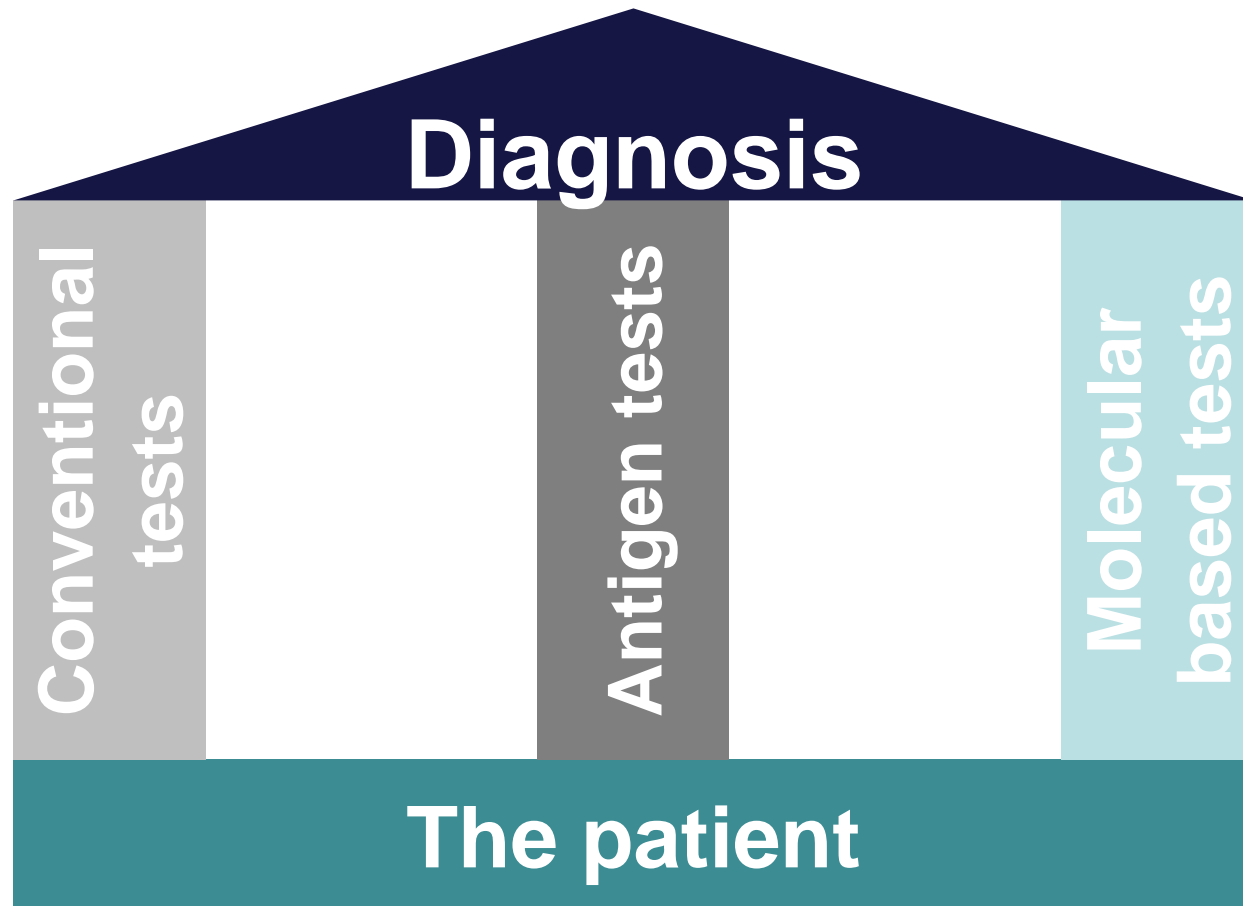 Diagnosis
Conventional
tests
Antigen tests
Molecular
based tests
The patient